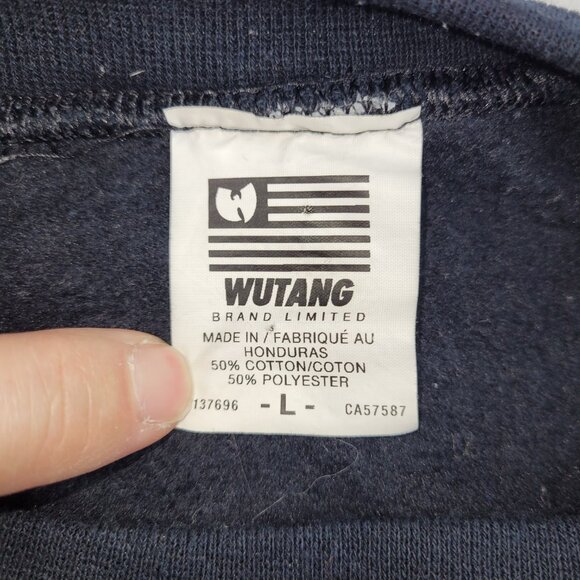 WUTANG
BRAND LIMITED
MADE IN / FABRIQUÉ AU
HONDURAS
50% COTTON/COTON
50% POLYESTER
137696 - L - CA57587